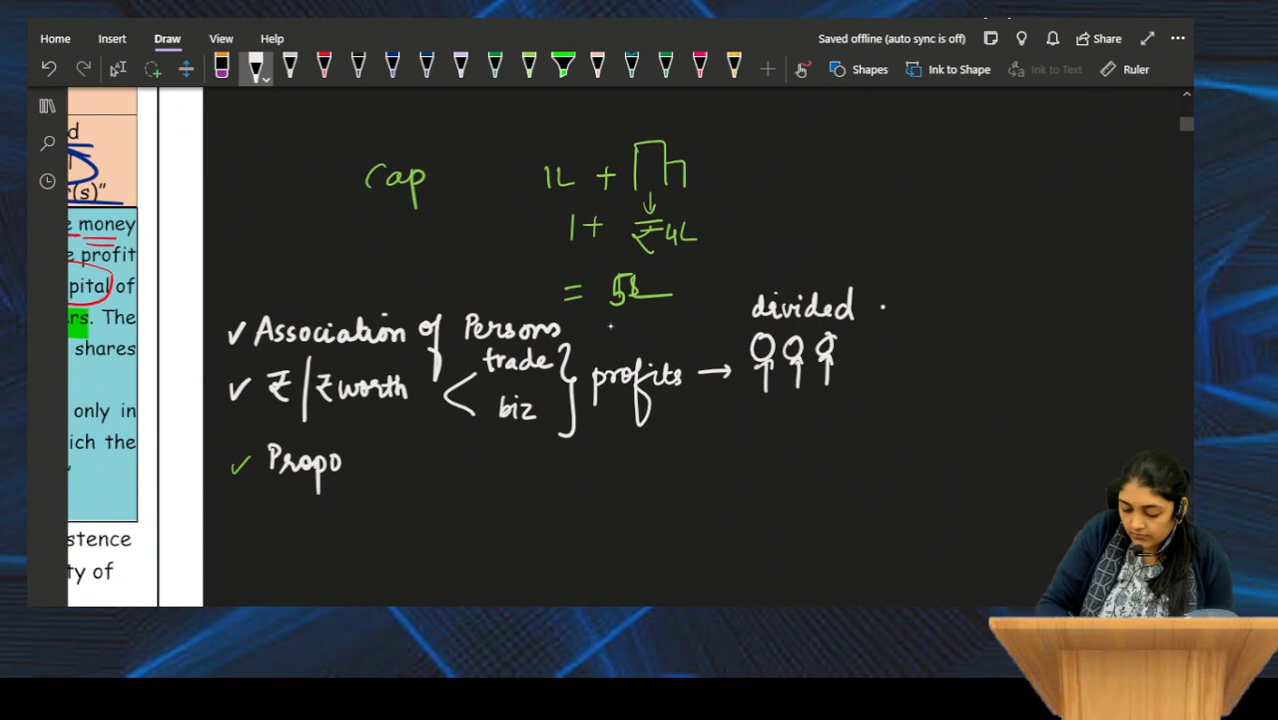 Home Insert Draw View Help Saved offline (auto sync is off) Share
Shapes Ink to Shape Ink to Text Ruler
d
r(s)"
e money
e profit
pital of
rs. The
shares
only in
ich the
stence
ty of
Cap 1L +
1 + ₹4L
= 5L
divided
✓ Association of Persons
✓ ₹/₹worth < trade biz } profits →
✓ Propo